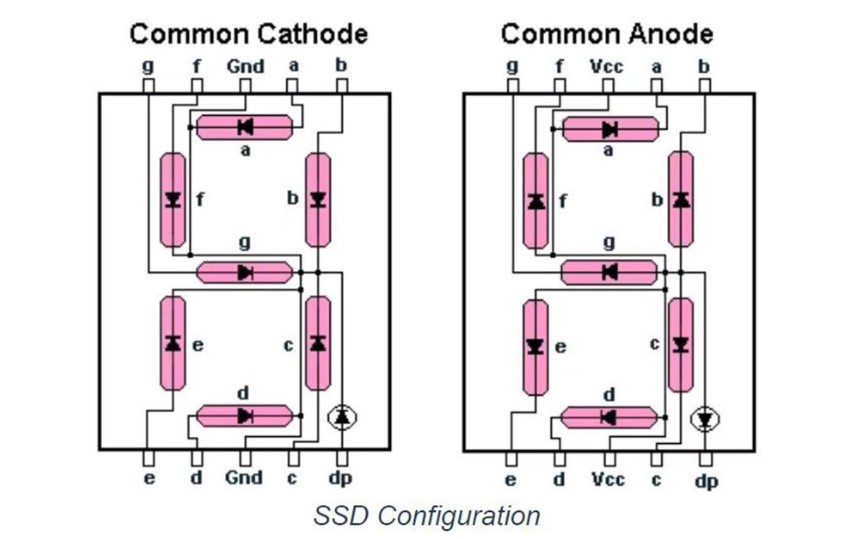 Common Cathode
Common Anode
g f Gnd a b
g f Vcc a b
a
a
f b
f b
g
g
e c
e c
d
d
e d Gnd c dp
e d Vcc c dp
SSD Configuration